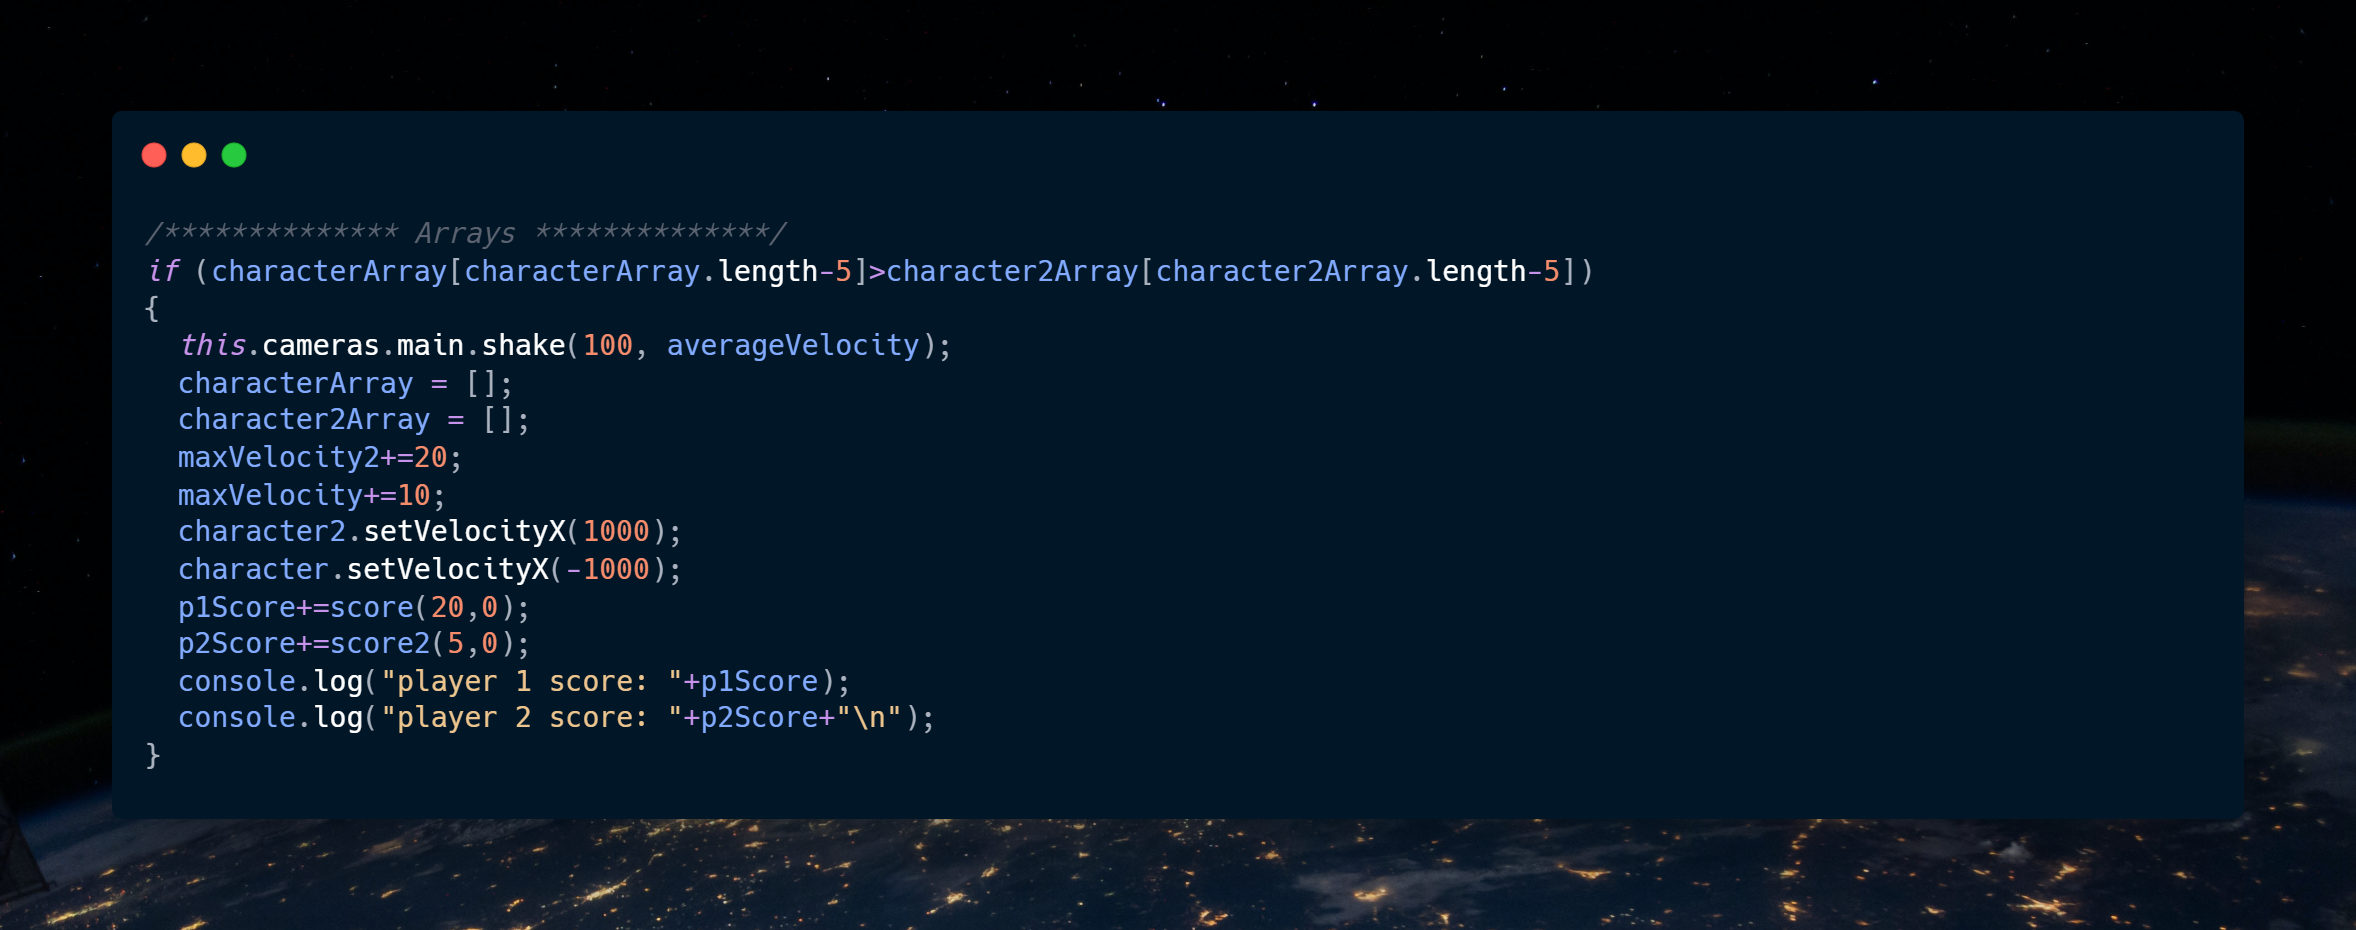 /************** Arrays **************/
if (characterArray[characterArray.length-5]>character2Array[character2Array.length-5])
{
  this.cameras.main.shake(100, averageVelocity);
  characterArray = [];
  character2Array = [];
  maxVelocity2+=20;
  maxVelocity+=10;
  character2.setVelocityX(1000);
  character.setVelocityX(-1000);
  p1Score+=score(20,0);
  p2Score+=score2(5,0);
  console.log("player 1 score: "+p1Score);
  console.log("player 2 score: "+p2Score+"\n");
}